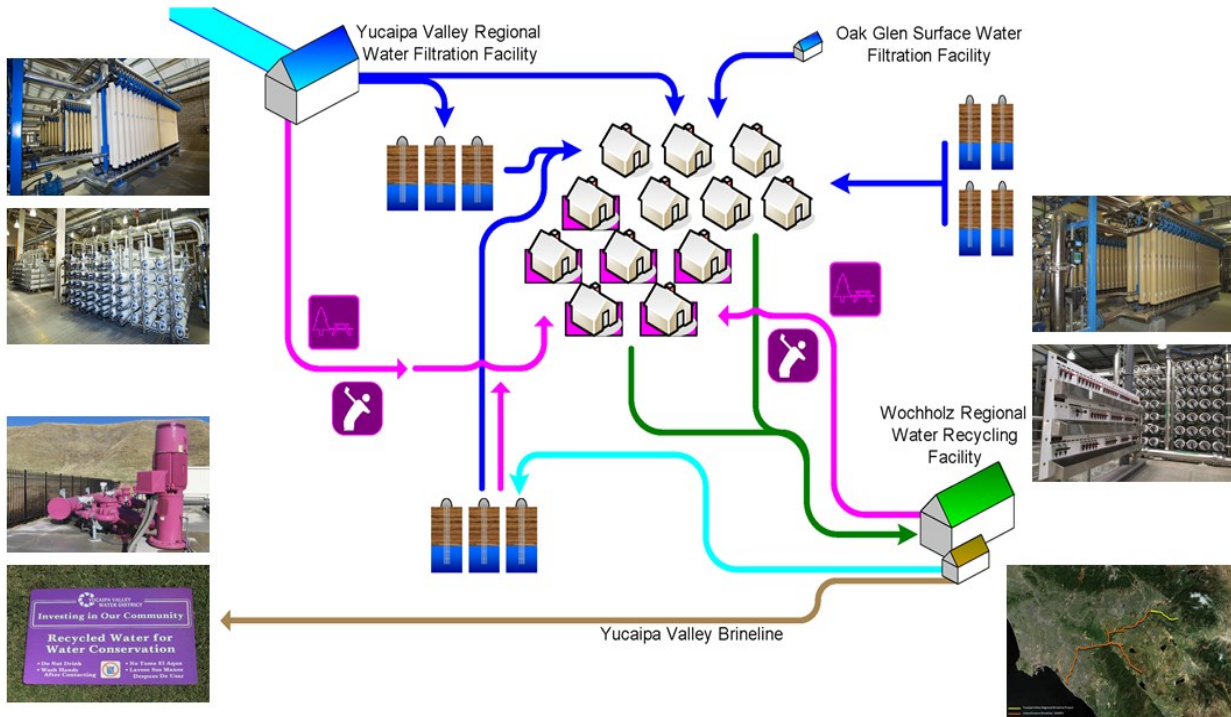 Yucaipa Valley Regional
Water Filtration Facility
Oak Glen Surface Water
Filtration Facility
Wochholz Regional
Water Recycling
Facility
Yucaipa Valley Brineline
YUCAIPA VALLEY
WATER DISTRICT
Investing in Our Community
Recycled Water for
Water Conservation
• Do Not Drink
• Wash Hands
After Contacting
• No Tome El Agua
• Lavese Sus Manos
Despues De Usar